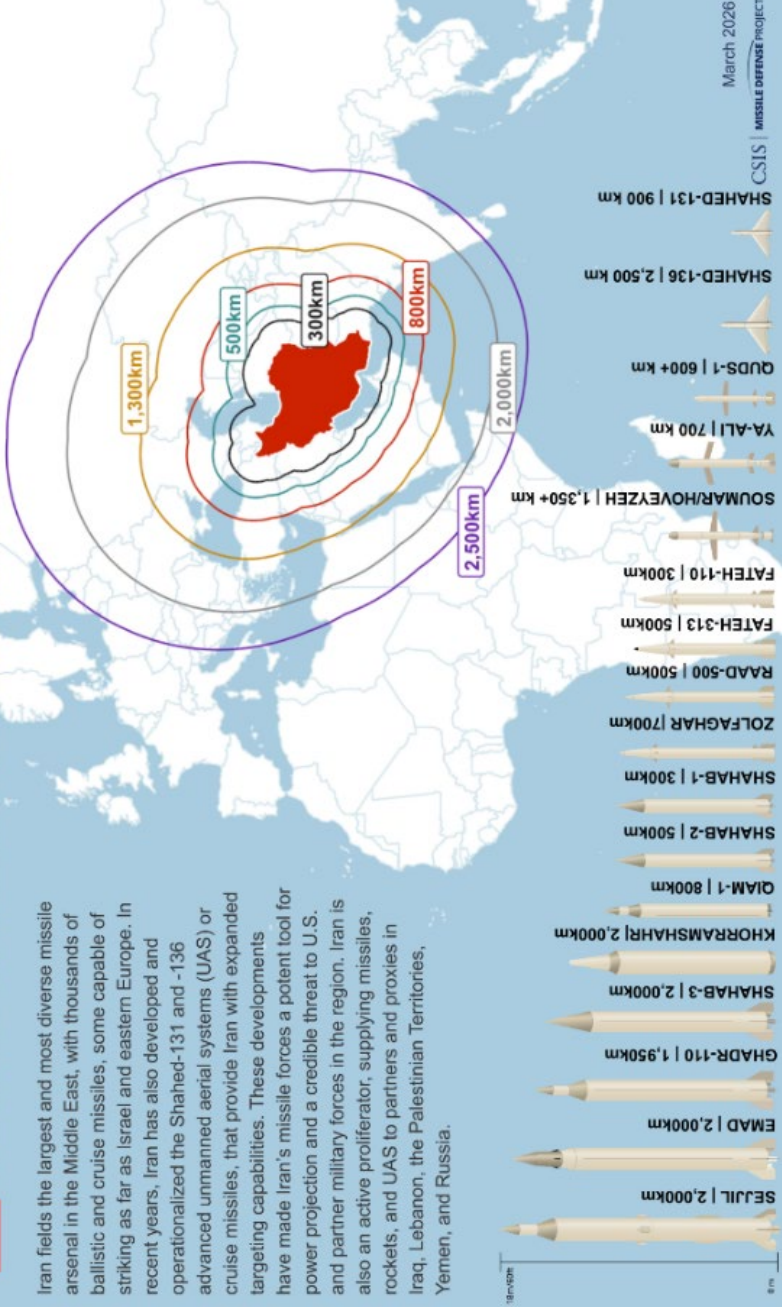 Iran fields the largest and most diverse missile
arsenal in the Middle East, with thousands of
ballistic and cruise missiles, some capable of
striking as far as Israel and eastern Europe. In
recent years, Iran has also developed and
operationalized the Shahed-131 and -136
advanced unmanned aerial systems (UAS) or
cruise missiles, that provide Iran with expanded
targeting capabilities. These developments
have made Iran's missile forces a potent tool for
power projection and a credible threat to U.S.
and partner military forces in the region. Iran is
also an active proliferator, supplying missiles,
rockets, and UAS to partners and proxies in
Iraq, Lebanon, the Palestinian Territories,
Yemen, and Russia.
1,300km
500km
300km
800km
2,000km
2,500km
18m/60ft
0 m
SEJJIL | 2,000km
EMAD | 2,000km
GHADR-110 | 1,950km
SHAHAB-3 | 2,000km
KHORRAMSHAHR| 2,000km
QIAM-1 | 800km
SHAHAB-2 | 500km
SHAHAB-1 | 300km
ZOLFAGHAR |700km
RAAD-500 | 500km
FATEH-313 | 500km
FATEH-110 | 300km
SOUMAR/HOVEYZEH | 1,350+ km
YA-ALI | 700 km
QUDS-1 | 600+ km
SHAHED-136 | 2,500 km
SHAHED-131 | 900 km
March 2026
CSIS | MISSILE DEFENSE PROJECT